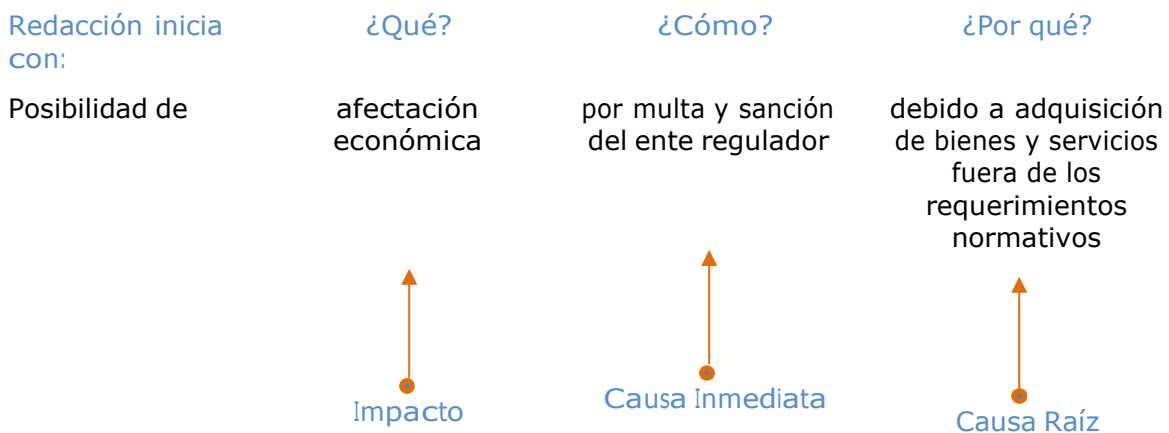 Redacción inicia
con:
¿Qué?
¿Cómo?
¿Por qué?
Posibilidad de
afectación
económica
por multa y sanción
del ente regulador
debido a adquisición
de bienes y servicios
fuera de los
requerimientos
normativos
Impacto
Causa Inmediata
Causa Raíz